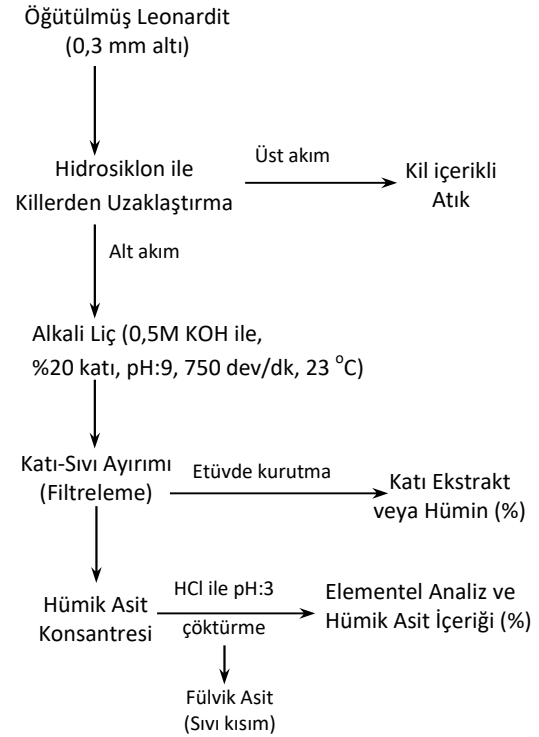 Öğütülmüş Leonardit
(0,3 mm altı)
Hidrosiklon ile
Killerden Uzaklaştırma
Üst akım
Kil içerikli
Atık
Alt akım
Alkali Liç (0,5M KOH ile,
%20 katı, pH:9, 750 dev/dk, 23 °C)
Katı-Sıvı Ayırımı
(Filtreleme)
Etüvde kurutma
Katı Ekstrakt
veya Hümin (%)
Hümik Asit
Konsantresi
HCl ile pH:3
çöktürme
Elementel Analiz ve
Hümik Asit İçeriği (%)
Fülvik Asit
(Sıvı kısım)